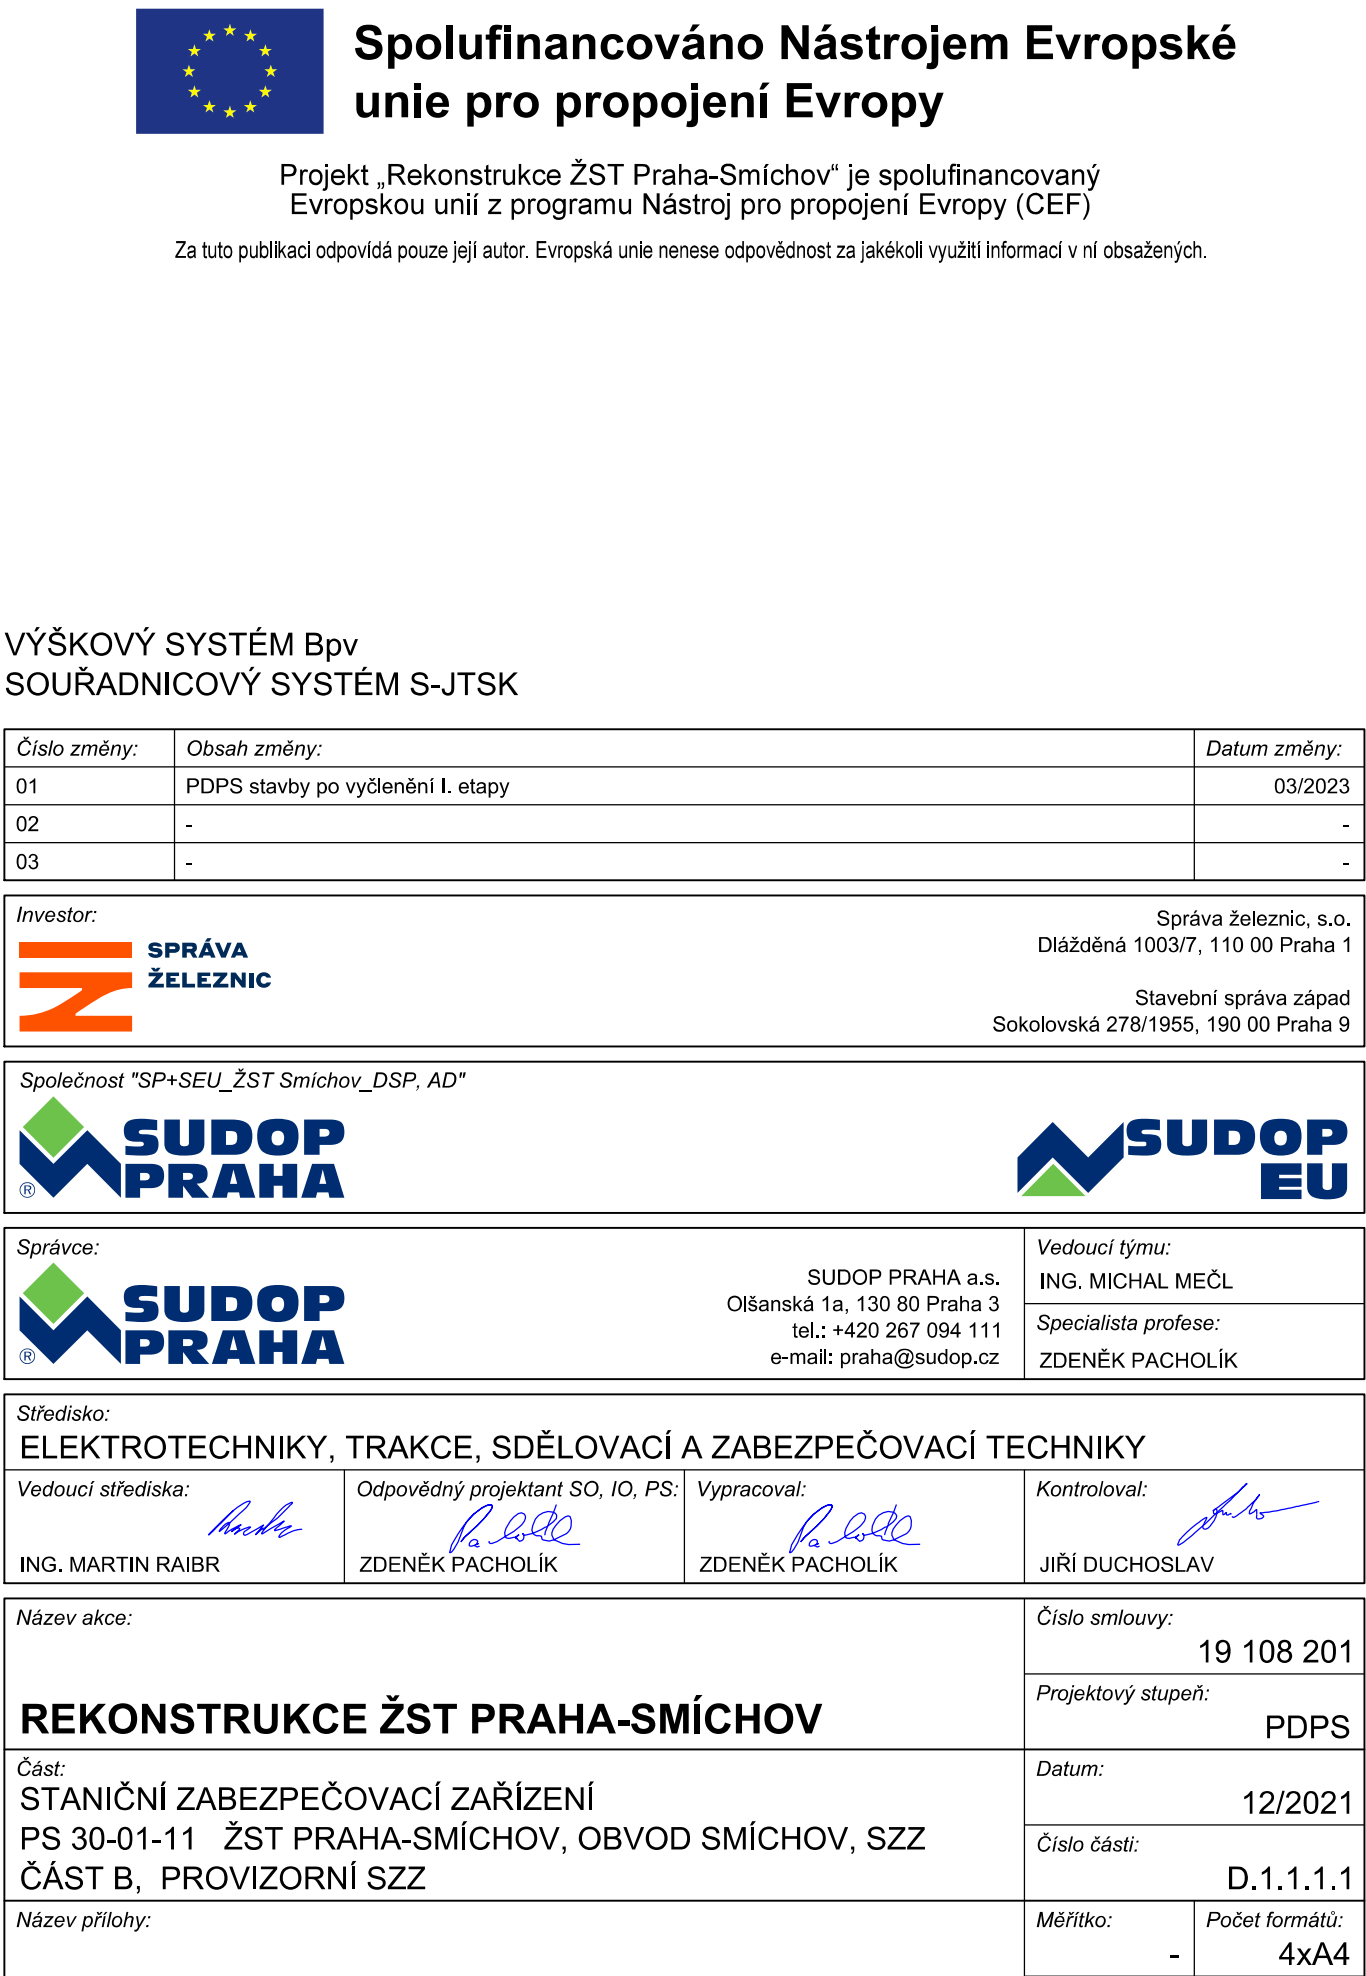 Spolufinancováno Nástrojem Evropské
unie pro propojení Evropy
Projekt „Rekonstrukce ŽST Praha-Smíchov“ je spolufinancovaný
Evropskou unií z programu Nástroj pro propojení Evropy (CEF)
Za tuto publikaci odpovídá pouze její autor. Evropská unie nenese odpovědnost za jakékoli využití informací v ní obsažených.
VÝŠKOVÝ SYSTÉM Bpv
SOUŘADNICOVÝ SYSTÉM S-JTSK
Číslo změny: Obsah změny: Datum změny:
01 PDPS stavby po vyčlenění I. etapy 03/2023
02 - -
03 - -
Investor:
SPRÁVA
ŽELEZNIC
Správa železnic, s.o.
Dlážděná 1003/7, 110 00 Praha 1
Stavební správa západ
Sokolovská 278/1955, 190 00 Praha 9
Společnost "SP+SEU_ŽST Smíchov_DSP, AD"
SUDOP
PRAHA
®
SUDOP
EU
Správce:
SUDOP
PRAHA
®
SUDOP PRAHA a.s.
Olšanská 1a, 130 80 Praha 3
tel.: +420 267 094 111
e-mail: praha@sudop.cz
Vedoucí týmu:
ING. MICHAL MEČL
Specialista profese:
ZDENĚK PACHOLÍK
Středisko:
ELEKTROTECHNIKY, TRAKCE, SDĚLOVACÍ A ZABEZPEČOVACÍ TECHNIKY
Vedoucí střediska: Odpovědný projektant SO, IO, PS: Vypracoval: Kontroloval:
ING. MARTIN RAIBR ZDENĚK PACHOLÍK ZDENĚK PACHOLÍK JIŘÍ DUCHOSLAV
Název akce:
REKONSTRUKCE ŽST PRAHA-SMÍCHOV
Číslo smlouvy:
19 108 201
Projektový stupeň:
PDPS
Část:
STANIČNÍ ZABEZPEČOVACÍ ZAŘÍZENÍ
PS 30-01-11 ŽST PRAHA-SMÍCHOV, OBVOD SMÍCHOV, SZZ
ČÁST B, PROVIZORNÍ SZZ
Datum:
12/2021
Číslo části:
D.1.1.1.1
Název přílohy:
Měřítko:
-
Počet formátů:
4xA4